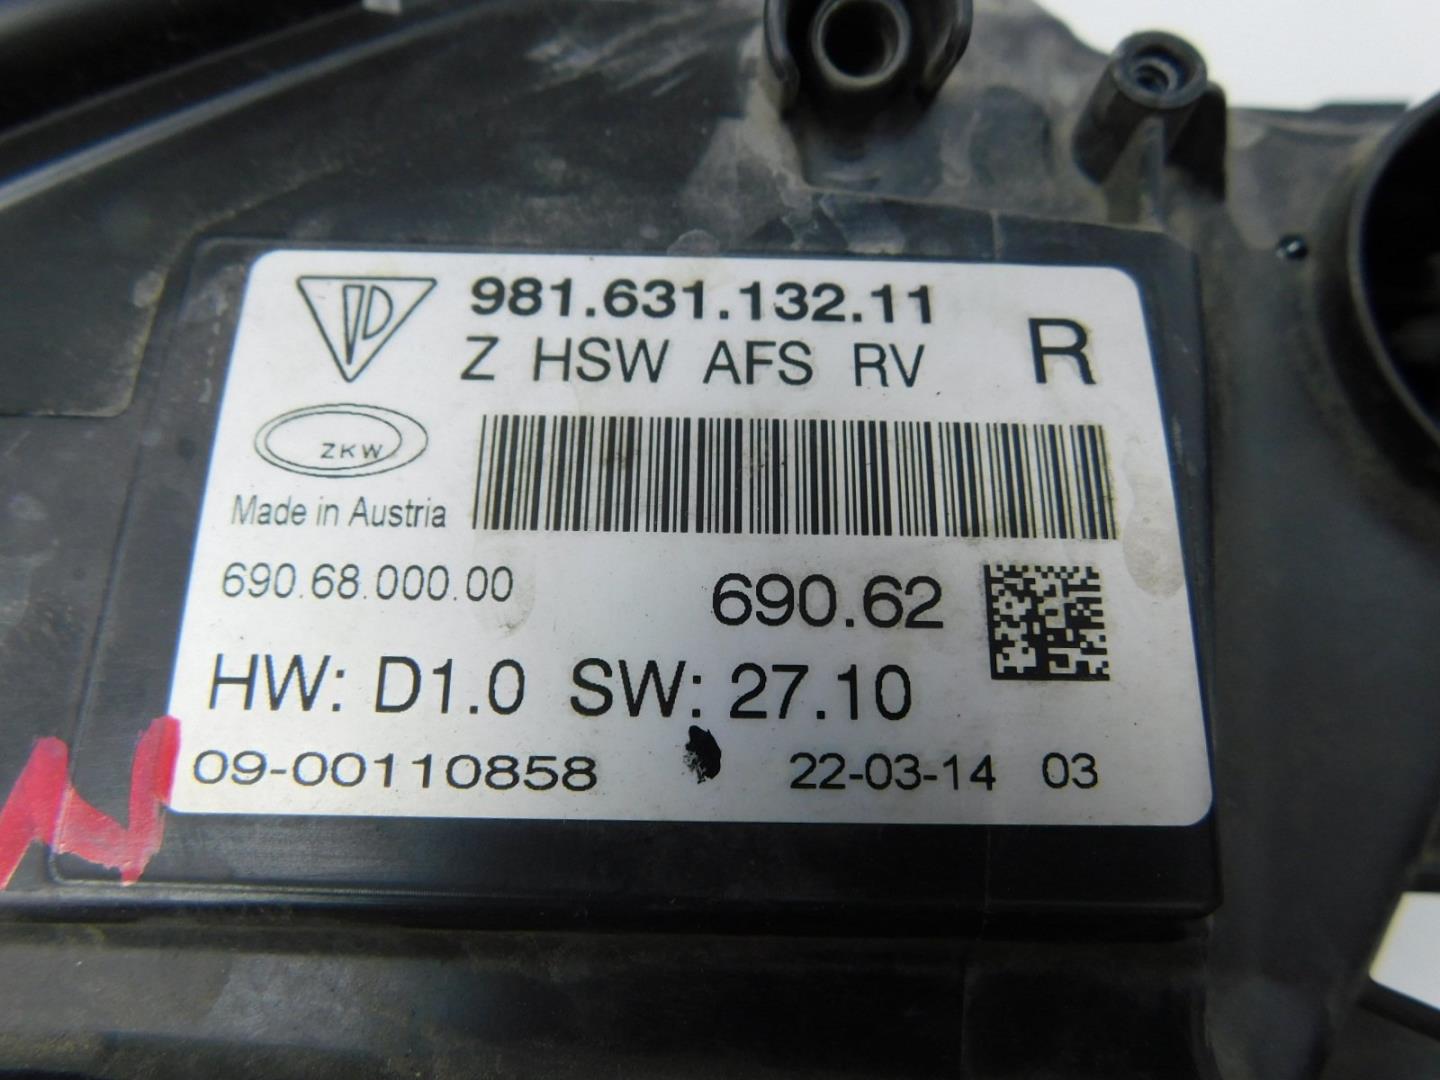 981.631.132.11
Z HSW AFS RV R
ZKW
Made in Austria
690.68.000.00 690.62
HW: D1.0 SW: 27.10
09-00110858 22-03-14 03